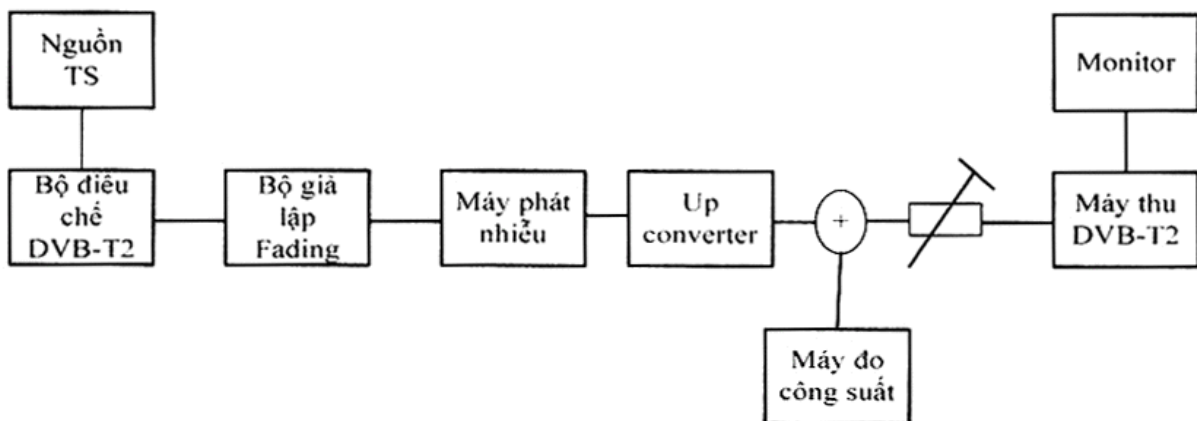 Nguồn
TS
Monitor
Bộ điều
chế
DVB-T2
Bộ giả
lập
Fading
Máy phát
nhiễu
Up
converter
+
Máy thu
DVB-T2
Máy đo
công suất